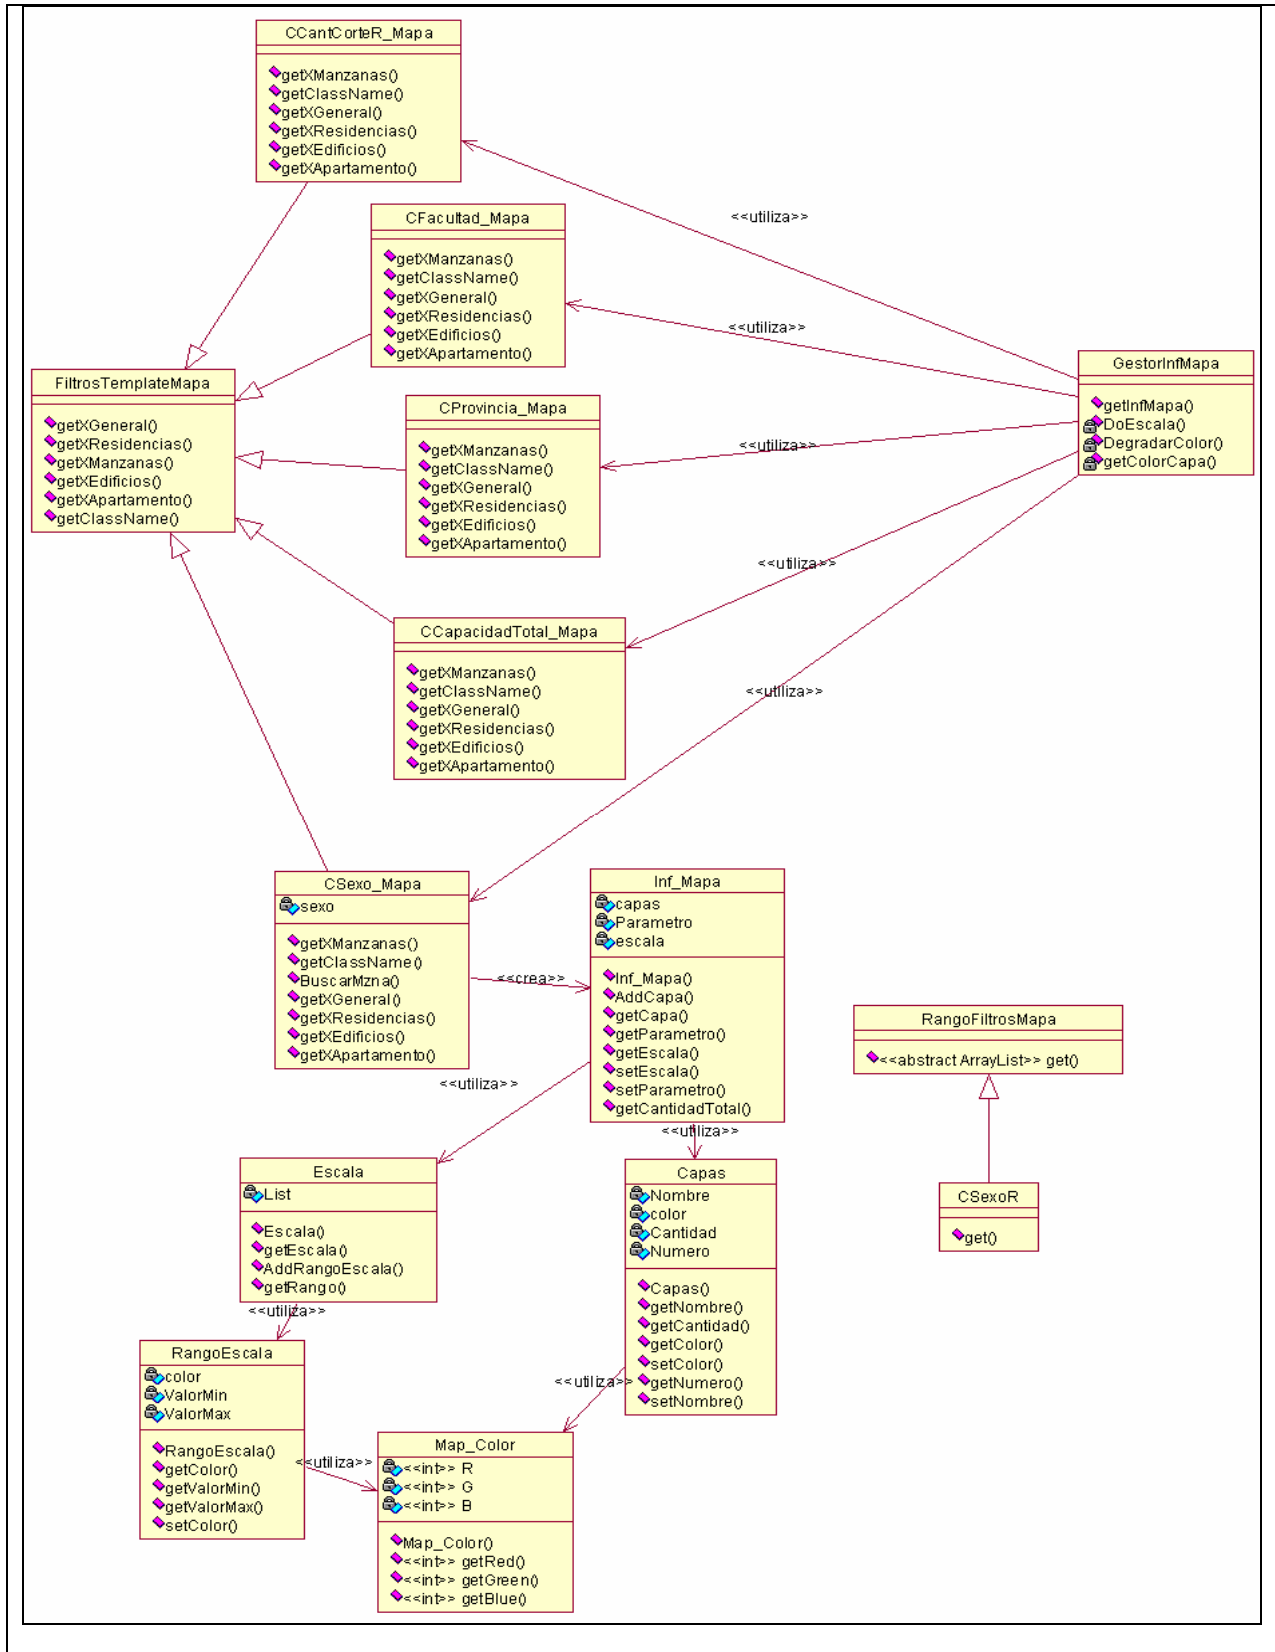 CCantCorteR_Mapa
getXManzanas()
getClassName()
getXGeneral()
getXResidencias()
getXEdificios()
getXApartamento()
<<utiliza>>
CFacultad_Mapa
getXManzanas()
getClassName()
getXGeneral()
getXResidencias()
getXEdificios()
getXApartamento()
<<utiliza>>
FiltrosTemplateMapa
getXGeneral()
getXResidencias()
getXManzanas()
getXEdificios()
getXApartamento()
getClassName()
GestorInfMapa
getInfMapa()
DoEscala()
DegradarColor()
getColorCapa()
CProvincia_Mapa
getXManzanas()
getClassName()
getXGeneral()
getXResidencias()
getXEdificios()
getXApartamento()
<<utiliza>>
<<utiliza>>
CCapacidadTotal_Mapa
getXManzanas()
getClassName()
getXGeneral()
getXResidencias()
getXEdificios()
getXApartamento()
<<utiliza>>
CSexo_Mapa
sexo
getXManzanas()
getClassName()
BuscarMzna()
getXGeneral()
getXResidencias()
getXEdificios()
getXApartamento()
<<crea>>
Inf_Mapa
capas
Parametro
escala
Inf_Mapa()
AddCapa()
getCapa()
getParametro()
getEscala()
setEscala()
setParametro()
getCantidadTotal()
RangoFiltrosMapa
<<abstract ArrayList>> get()
<<utiliza>>
<<utiliza>>
Escala
List
Escala()
getEscala()
AddRangoEscala()
getRango()
Capas
Nombre
color
Cantidad
Numero
Capas()
getNombre()
getCantidad()
getColor()
setColor()
getNumero()
setNombre()
CSexoR
get()
<<utiliza>>
RangoEscala
color
ValorMin
ValorMax
RangoEscala()
getColor()
getValorMin()
getValorMax()
setColor()
<<utiliza>>
<<utiliza>>
Map_Color
<<int>> R
<<int>> G
<<int>> B
Map_Color()
<<int>> getRed()
<<int>> getGreen()
<<int>> getBlue()